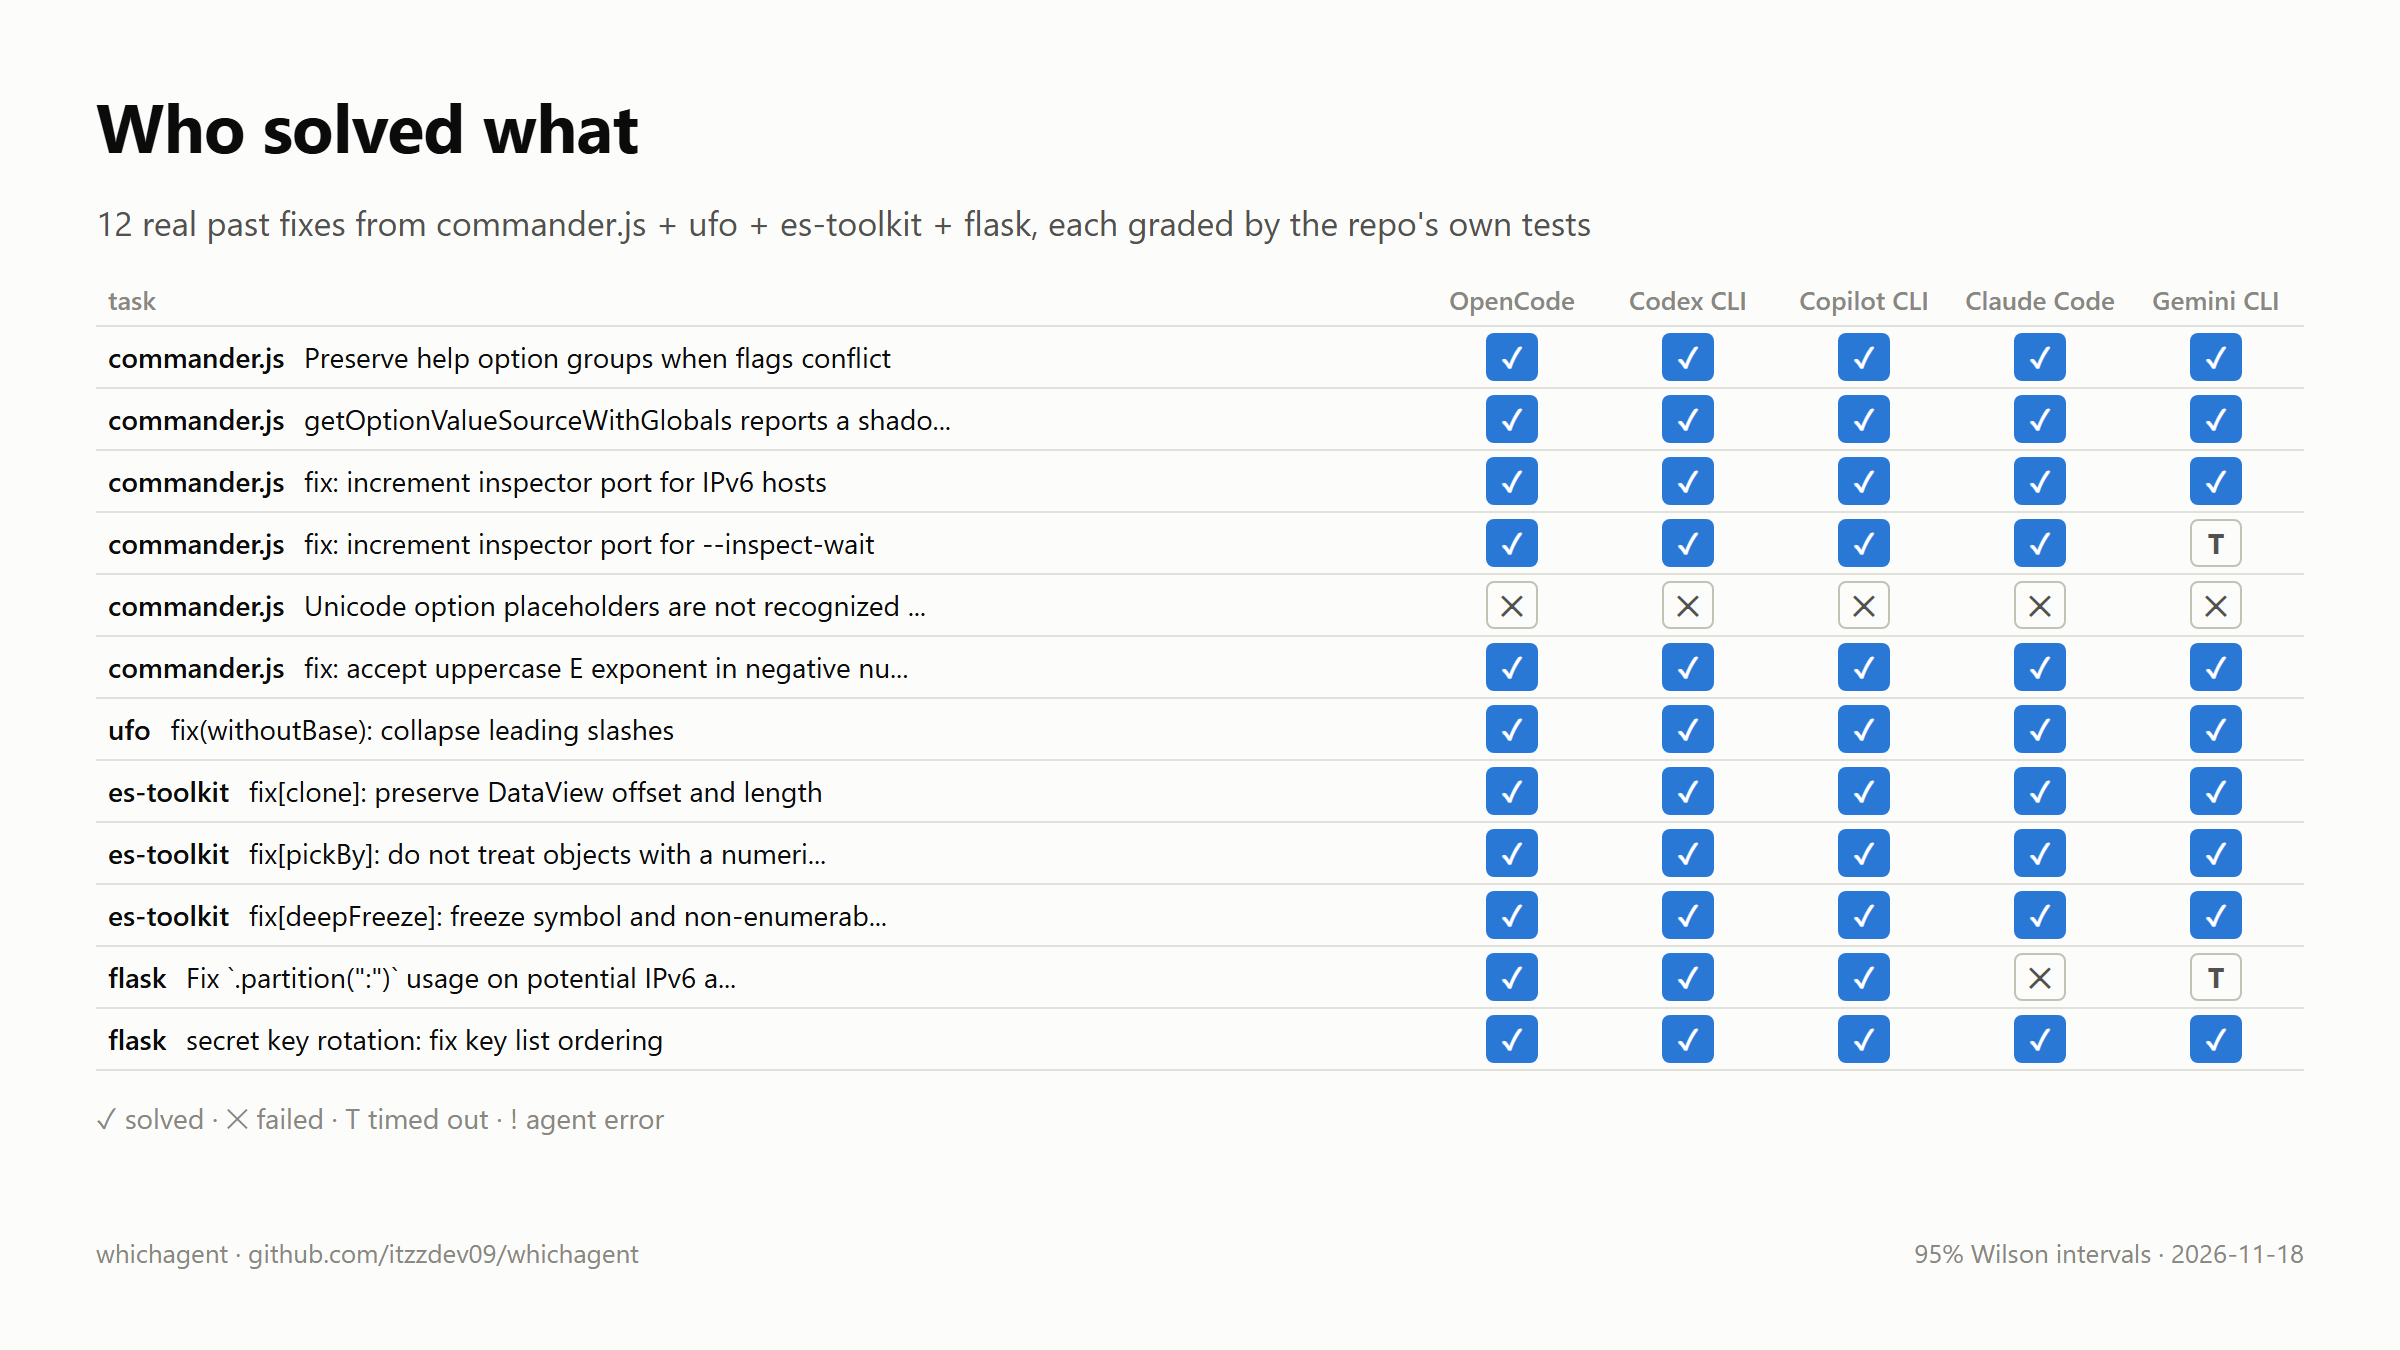 Who solved what
12 real past fixes from commander.js + ufo + es-toolkit + flask, each graded by the repo's own tests
task OpenCode Codex CLI Copilot CLI Claude Code Gemini CLI
commander.js Preserve help option groups when flags conflict ✓ ✓ ✓ ✓ ✓
commander.js getOptionValueSourceWithGlobals reports a shado... ✓ ✓ ✓ ✓ ✓
commander.js fix: increment inspector port for IPv6 hosts ✓ ✓ ✓ ✓ ✓
commander.js fix: increment inspector port for --inspect-wait ✓ ✓ ✓ ✓ T
commander.js Unicode option placeholders are not recognized ... ✕ ✕ ✕ ✕ ✕
commander.js fix: accept uppercase E exponent in negative nu... ✓ ✓ ✓ ✓ ✓
ufo fix(withoutBase): collapse leading slashes ✓ ✓ ✓ ✓ ✓
es-toolkit fix[clone]: preserve DataView offset and length ✓ ✓ ✓ ✓ ✓
es-toolkit fix[pickBy]: do not treat objects with a numeri... ✓ ✓ ✓ ✓ ✓
es-toolkit fix[deepFreeze]: freeze symbol and non-enumerab... ✓ ✓ ✓ ✓ ✓
flask Fix `.partition(":")` usage on potential IPv6 a... ✓ ✓ ✓ ✕ T
flask secret key rotation: fix key list ordering ✓ ✓ ✓ ✓ ✓
✓ solved · ✕ failed · T timed out · ! agent error
whichagent · github.com/itzzdev09/whichagent
95% Wilson intervals · 2026-11-18